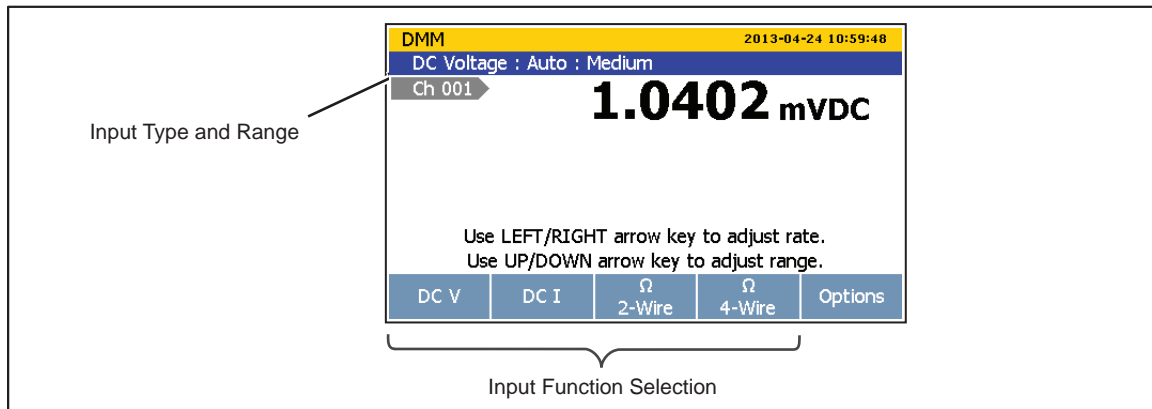 DMM 2013-04-24 10:59:48
DC Voltage : Auto : Medium
Ch 001
1.0402 mVDC
Input Type and Range
Use LEFT/RIGHT arrow key to adjust rate.
Use UP/DOWN arrow key to adjust range.
DC V DC I Ω 2-Wire Ω 4-Wire Options
Input Function Selection